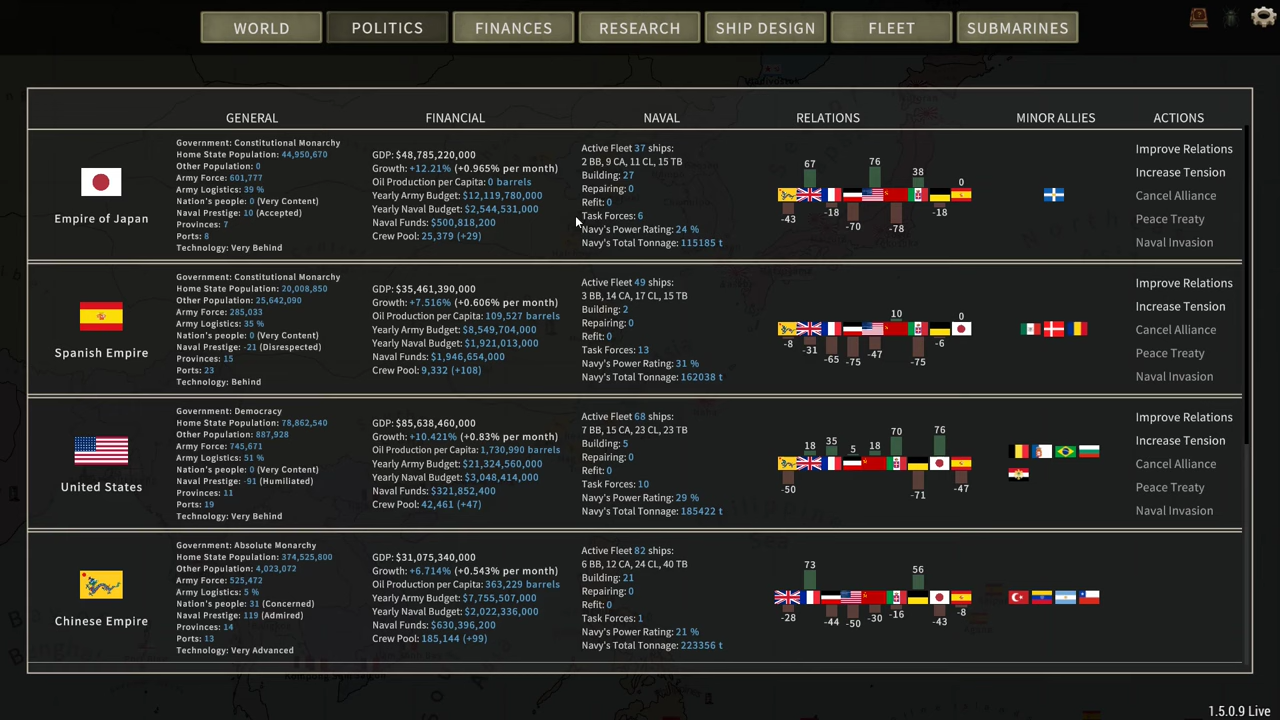 WORLD
POLITICS
FINANCES
RESEARCH
SHIP DESIGN
FLEET
SUBMARINES
GENERAL
FINANCIAL
NAVAL
RELATIONS
MINOR ALLIES
ACTIONS
Empire of Japan
Government: Constitutional Monarchy
Home State Population: 44,950,670
Other Population: 0
Army Force: 601,777
Army Logistics: 39 %
Nation's people: 0 (Very Content)
Naval Prestige: 10 (Accepted)
Provinces: 7
Ports: 8
Technology: Very Behind
GDP: $48,785,220,000
Growth: +12.21% (+0.965% per month)
Oil Production per Capita: 0 barrels
Yearly Army Budget: $12,119,780,000
Yearly Naval Budget: $2,544,531,000
Naval Funds: $500,818,200
Crew Pool: 25,379 (+29)
Active Fleet 37 ships:
2 BB, 9 CA, 11 CL, 15 TB
Building: 27
Repairing: 0
Refit: 0
Task Forces: 6
Navy's Power Rating: 24 %
Navy's Total Tonnage: 115185 t
67 76 38 0
-43 -18 -70 -78 -18
Improve Relations
Increase Tension
Cancel Alliance
Peace Treaty
Naval Invasion
Spanish Empire
Government: Constitutional Monarchy
Home State Population: 20,008,850
Other Population: 25,642,090
Army Force: 285,033
Army Logistics: 35 %
Nation's people: 0 (Very Content)
Naval Prestige: -21 (Disrespected)
Provinces: 15
Ports: 23
Technology: Behind
GDP: $35,461,390,000
Growth: +7.516% (+0.606% per month)
Oil Production per Capita: 109,527 barrels
Yearly Army Budget: $8,549,704,000
Yearly Naval Budget: $1,921,013,000
Naval Funds: $1,946,654,000
Crew Pool: 9,332 (+108)
Active Fleet 49 ships:
3 BB, 14 CA, 17 CL, 15 TB
Building: 2
Repairing: 0
Refit: 0
Task Forces: 13
Navy's Power Rating: 31 %
Navy's Total Tonnage: 162038 t
10 0
-8 -31 -65 -75 -47 -75 -6
Improve Relations
Increase Tension
Cancel Alliance
Peace Treaty
Naval Invasion
United States
Government: Democracy
Home State Population: 78,862,540
Other Population: 887,928
Army Force: 745,671
Army Logistics: 51 %
Nation's people: 0 (Very Content)
Naval Prestige: -91 (Humiliated)
Provinces: 11
Ports: 19
Technology: Very Behind
GDP: $85,638,460,000
Growth: +10.421% (+0.83% per month)
Oil Production per Capita: 1,730,990 barrels
Yearly Army Budget: $21,324,560,000
Yearly Naval Budget: $3,048,414,000
Naval Funds: $321,852,400
Crew Pool: 42,461 (+47)
Active Fleet 68 ships:
7 BB, 15 CA, 23 CL, 23 TB
Building: 5
Repairing: 0
Refit: 0
Task Forces: 10
Navy's Power Rating: 29 %
Navy's Total Tonnage: 185422 t
18 35 5 18 70 76
-50 -71 -47
Improve Relations
Increase Tension
Cancel Alliance
Peace Treaty
Naval Invasion
Chinese Empire
Government: Absolute Monarchy
Home State Population: 374,525,800
Other Population: 4,023,072
Army Force: 525,472
Army Logistics: 5 %
Nation's people: 31 (Concerned)
Naval Prestige: 119 (Admired)
Provinces: 14
Ports: 13
Technology: Very Advanced
GDP: $31,075,340,000
Growth: +6.714% (+0.543% per month)
Oil Production per Capita: 363,229 barrels
Yearly Army Budget: $7,755,507,000
Yearly Naval Budget: $2,022,336,000
Naval Funds: $630,396,200
Crew Pool: 185,144 (+99)
Active Fleet 82 ships:
6 BB, 12 CA, 24 CL, 40 TB
Building: 21
Repairing: 0
Refit: 0
Task Forces: 1
Navy's Power Rating: 21 %
Navy's Total Tonnage: 223356 t
73 56
-28 -44 -50 -30 -16 -43 -8
1.5.0.9 Live